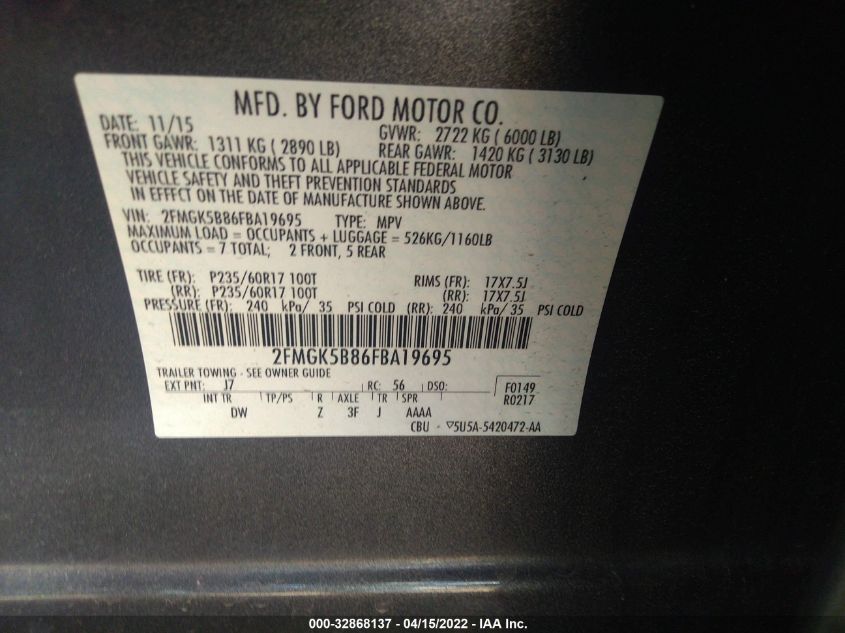 MFD. BY FORD MOTOR CO.
DATE: 11/15 GVWR: 2722 KG ( 6000 LB)
FRONT GAWR: 1311 KG ( 2890 LB) REAR GAWR: 1420 KG ( 3130 LB)
THIS VEHICLE CONFORMS TO ALL APPLICABLE FEDERAL MOTOR
VEHICLE SAFETY AND THEFT PREVENTION STANDARDS
IN EFFECT ON THE DATE OF MANUFACTURE SHOWN ABOVE.
VIN: 2FMGK5B86FBA19695 TYPE: MPV
MAXIMUM LOAD = OCCUPANTS + LUGGAGE = 526KG/1160LB
OCCUPANTS = 7 TOTAL; 2 FRONT, 5 REAR
TIRE (FR): P235/60R17 100T RIMS (FR): 17X7.5J
(RR): P235/60R17 100T (RR): 17X7.5J
PRESSURE (FR): 240 kPa/ 35 PSI COLD (RR): 240 kPa/ 35 PSI COLD
2FMGK5B86FBA19695
TRAILER TOWING - SEE OWNER GUIDE
EXT PNT: J7 RC: 56 DSO: F0149
INT TR TP/PS R AXLE TR SPR R0217
DW Z 3F J AAAA
CBU - ▽5U5A-5420472-AA
000-32868137 - 04/15/2022 - IAA Inc.